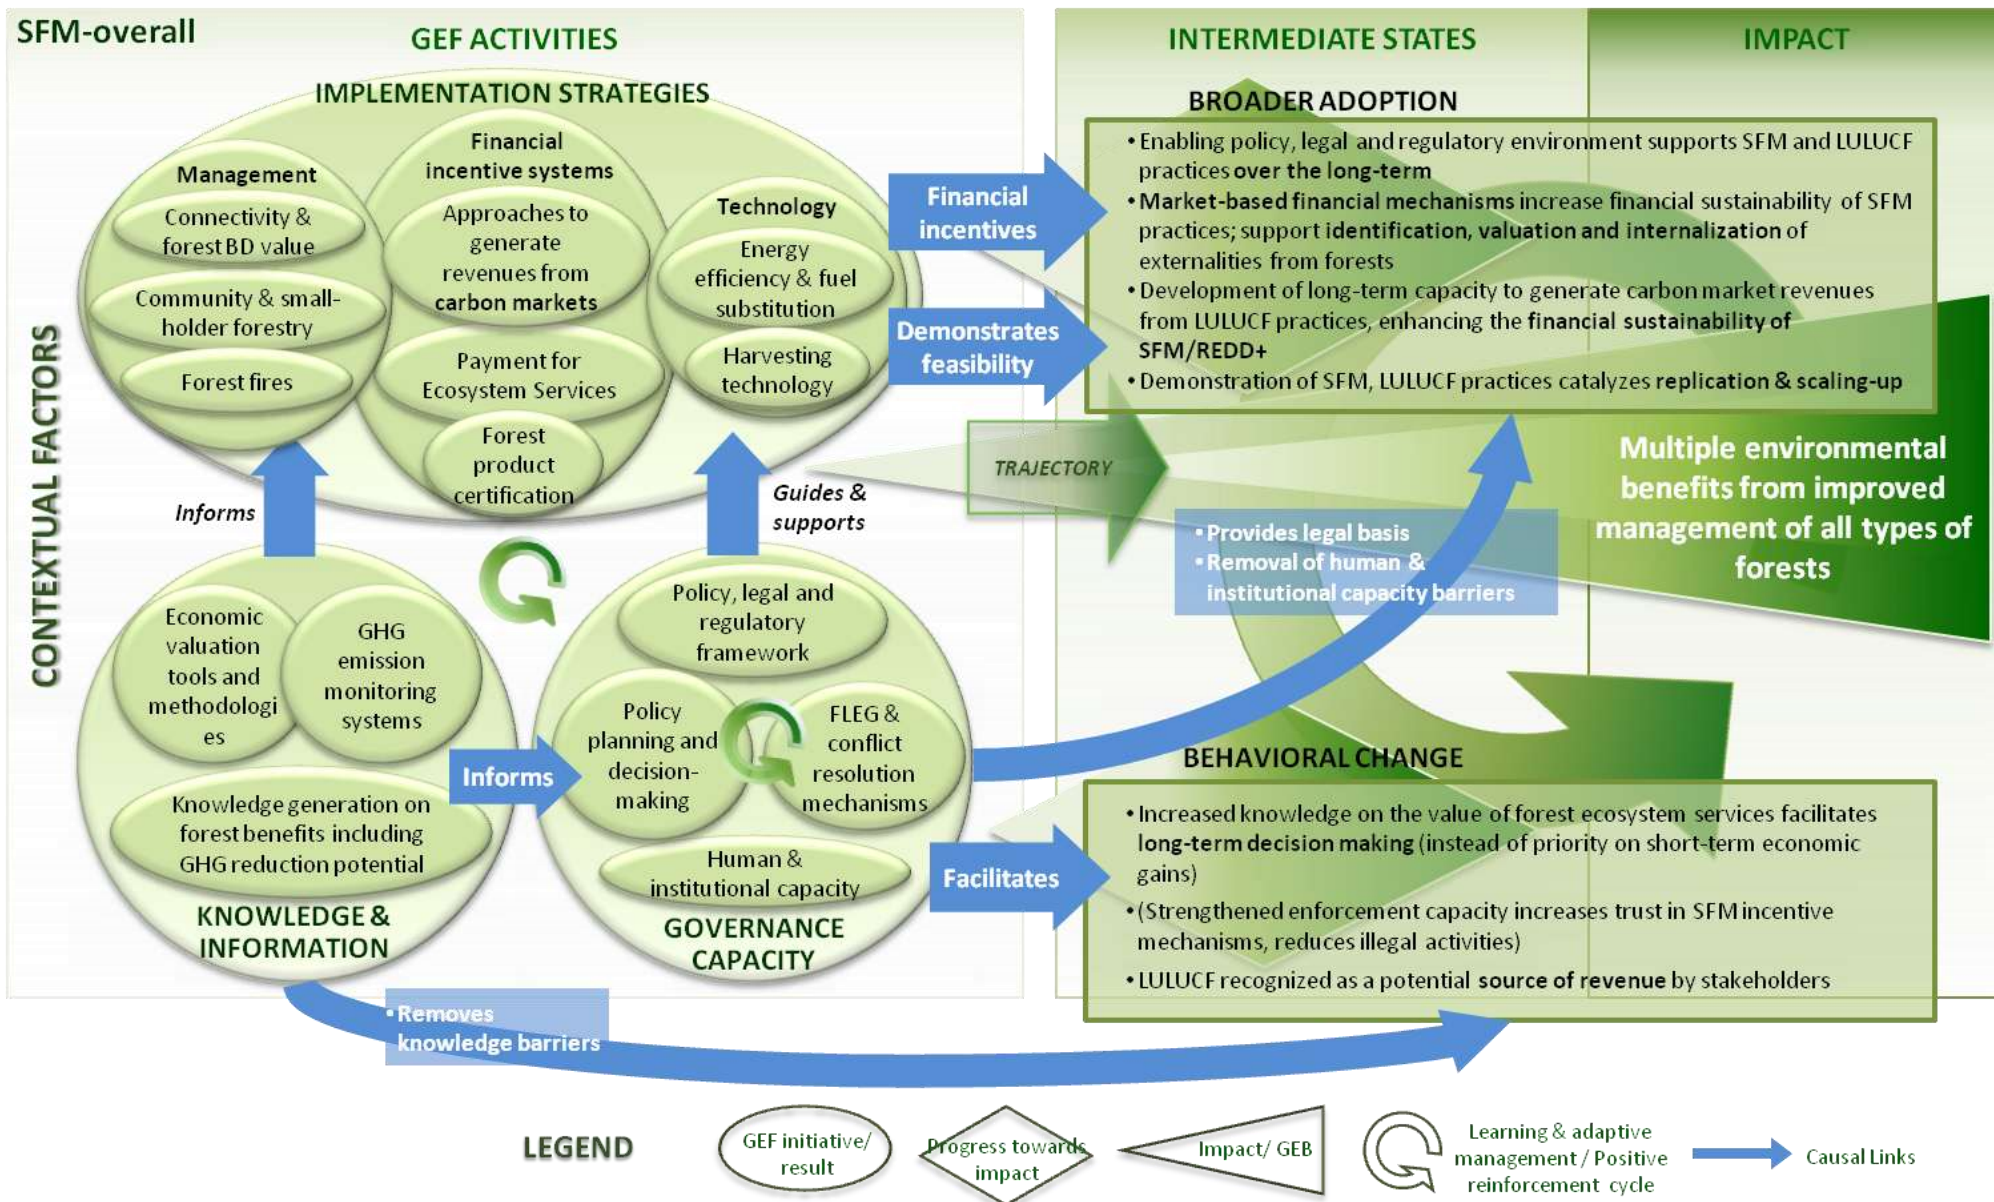 SFM-overall
GEF ACTIVITIES
INTERMEDIATE STATES
IMPACT
CONTEXTUAL FACTORS
IMPLEMENTATION STRATEGIES
Management
Connectivity &
forest BD value
Community & small-
holder forestry
Forest fires
Financial
incentive systems
Approaches to
generate
revenues from
carbon markets
Payment for
Ecosystem Services
Forest
product
certification
Technology
Energy
efficiency & fuel
substitution
Harvesting
technology
Financial
incentives
Demonstrates
feasibility
BROADER ADOPTION
• Enabling policy, legal and regulatory environment supports SFM and LULUCF
practices over the long-term
• Market-based financial mechanisms increase financial sustainability of SFM
practices; support identification, valuation and internalization of
externalities from forests
• Development of long-term capacity to generate carbon market revenues
from LULUCF practices, enhancing the financial sustainability of
SFM/REDD+
• Demonstration of SFM, LULUCF practices catalyzes replication & scaling-up
TRAJECTORY
Multiple environmental
benefits from improved
management of all types of
forests
Informs
Guides &
supports
• Provides legal basis
• Removal of human &
institutional capacity barriers
Economic
valuation
tools and
methodologi
es
GHG
emission
monitoring
systems
Knowledge generation on
forest benefits including
GHG reduction potential
KNOWLEDGE &
INFORMATION
Informs
Policy, legal and
regulatory
framework
Policy
planning and
decision-
making
FLEG &
conflict
resolution
mechanisms
Human &
institutional capacity
GOVERNANCE
CAPACITY
Facilitates
BEHAVIORAL CHANGE
• Increased knowledge on the value of forest ecosystem services facilitates
long-term decision making (instead of priority on short-term economic
gains)
• (Strengthened enforcement capacity increases trust in SFM incentive
mechanisms, reduces illegal activities)
• LULUCF recognized as a potential source of revenue by stakeholders
• Removes
knowledge barriers
LEGEND
GEF initiative/
result
Progress towards
impact
Impact/ GEB
Learning & adaptive
management / Positive
reinforcement cycle
Causal Links